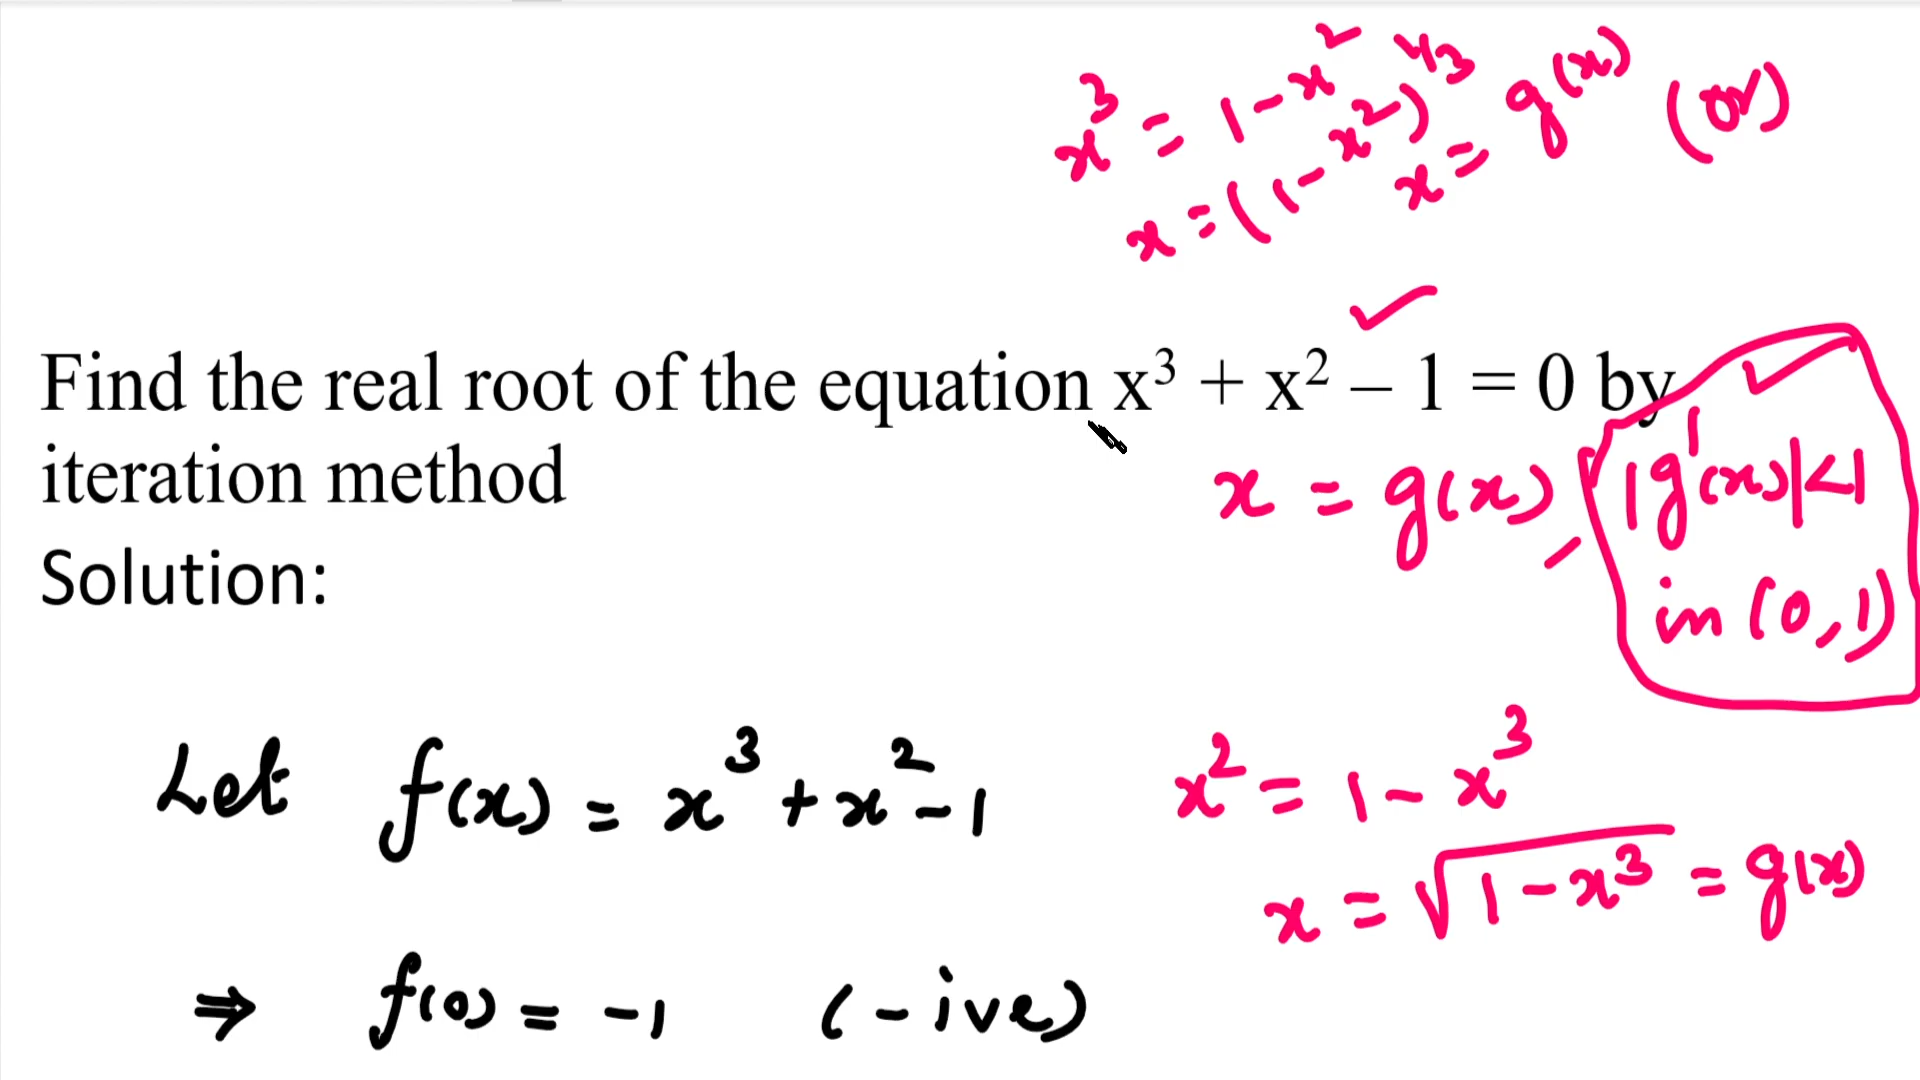 x³ = 1 - x²
x = (1 - x²)^1/3
x = g(x) (or)
Find the real root of the equation x³ + x² – 1 = 0 by
iteration method
x = g(x), |g'(x)|<1
in (0,1)
Solution:
Let f(x) = x³ + x² - 1
x² = 1 - x³
x = √1 - x³ = g(x)
⇒ f(0) = -1 (-ive)